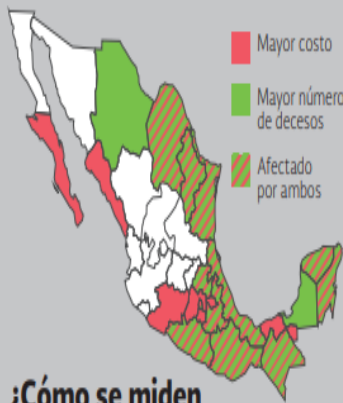 Mayor costo
Mayor número
de decesos
Afectado
por ambos
¿Cómo se miden